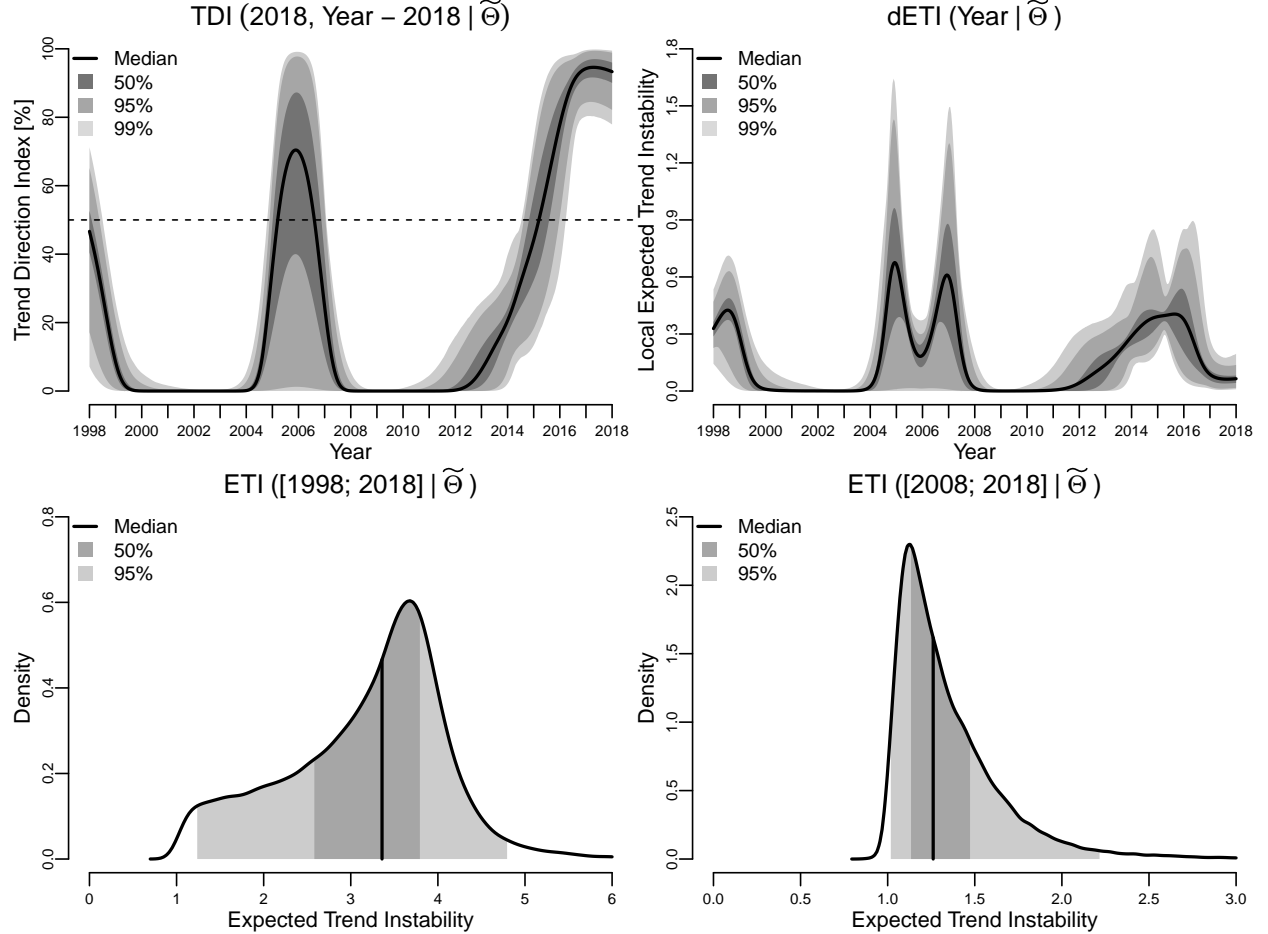 TDI (2018, Year − 2018 | Θ̃)
Trend Direction Index [%]
100
80
60
40
20
0
Median
50%
95%
99%
1998 2000 2002 2004 2006 2008 2010 2012 2014 2016 2018
Year
dETI (Year | Θ̃ )
Local Expected Trend Instability
1.8
1.5
1.2
0.9
0.6
0.3
0.0
Median
50%
95%
99%
1998 2000 2002 2004 2006 2008 2010 2012 2014 2016 2018
Year
ETI ([1998; 2018] | Θ̃ )
Density
0.8
0.6
0.4
0.2
0.0
Median
50%
95%
0 1 2 3 4 5 6
Expected Trend Instability
ETI ([2008; 2018] | Θ̃ )
Density
2.5
2.0
1.5
1.0
0.5
0.0
Median
50%
95%
0.0 0.5 1.0 1.5 2.0 2.5 3.0
Expected Trend Instability